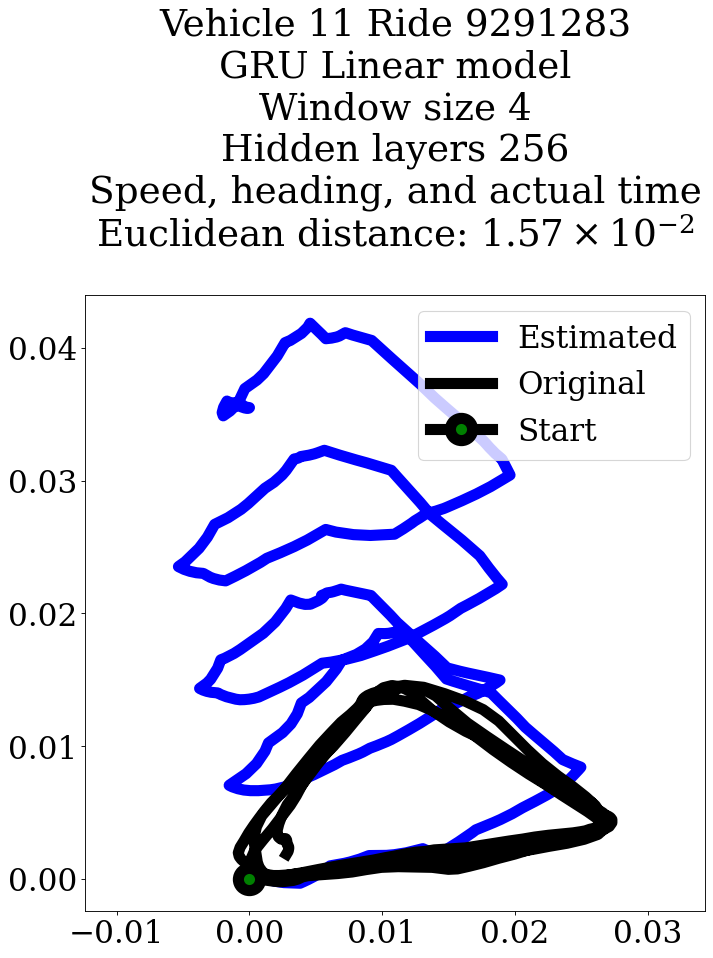 Vehicle 11 Ride 9291283
GRU Linear model
Window size 4
Hidden layers 256
Speed, heading, and actual time
Euclidean distance: 1.57 × 10⁻²
Estimated
Original
Start
0.04
0.03
0.02
0.01
0.00
−0.01 0.00 0.01 0.02 0.03